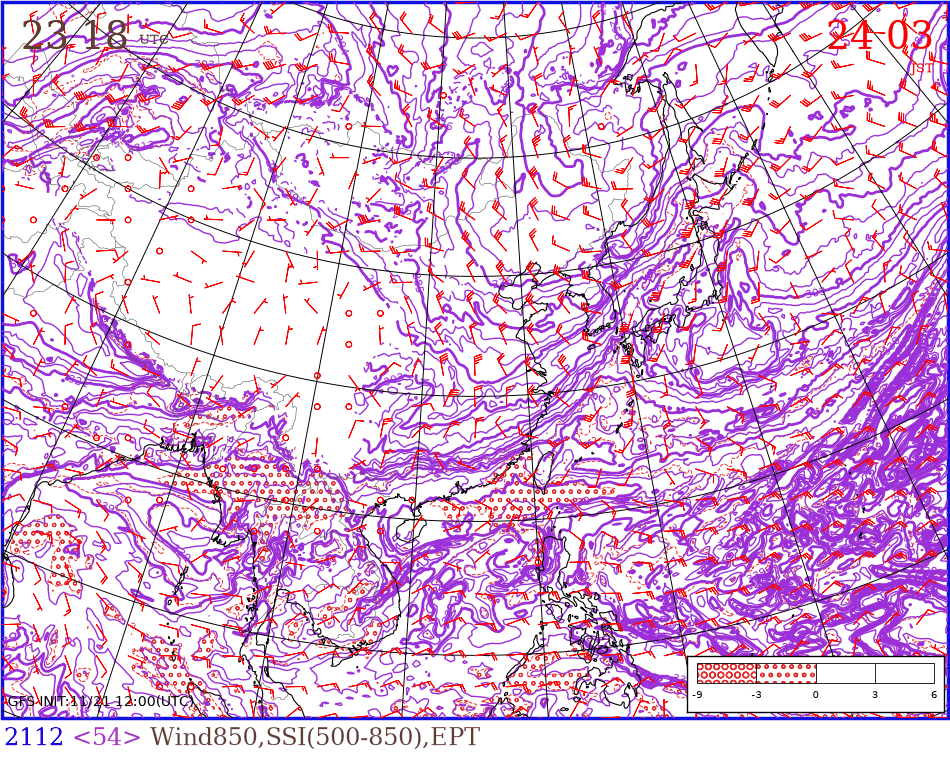 23-18 UTC
24-03
JST
GFS INIT:11/21 12:00(UTC)
-9 -3 0 3 6
2112 <54> Wind850,SSI(500-850),EPT